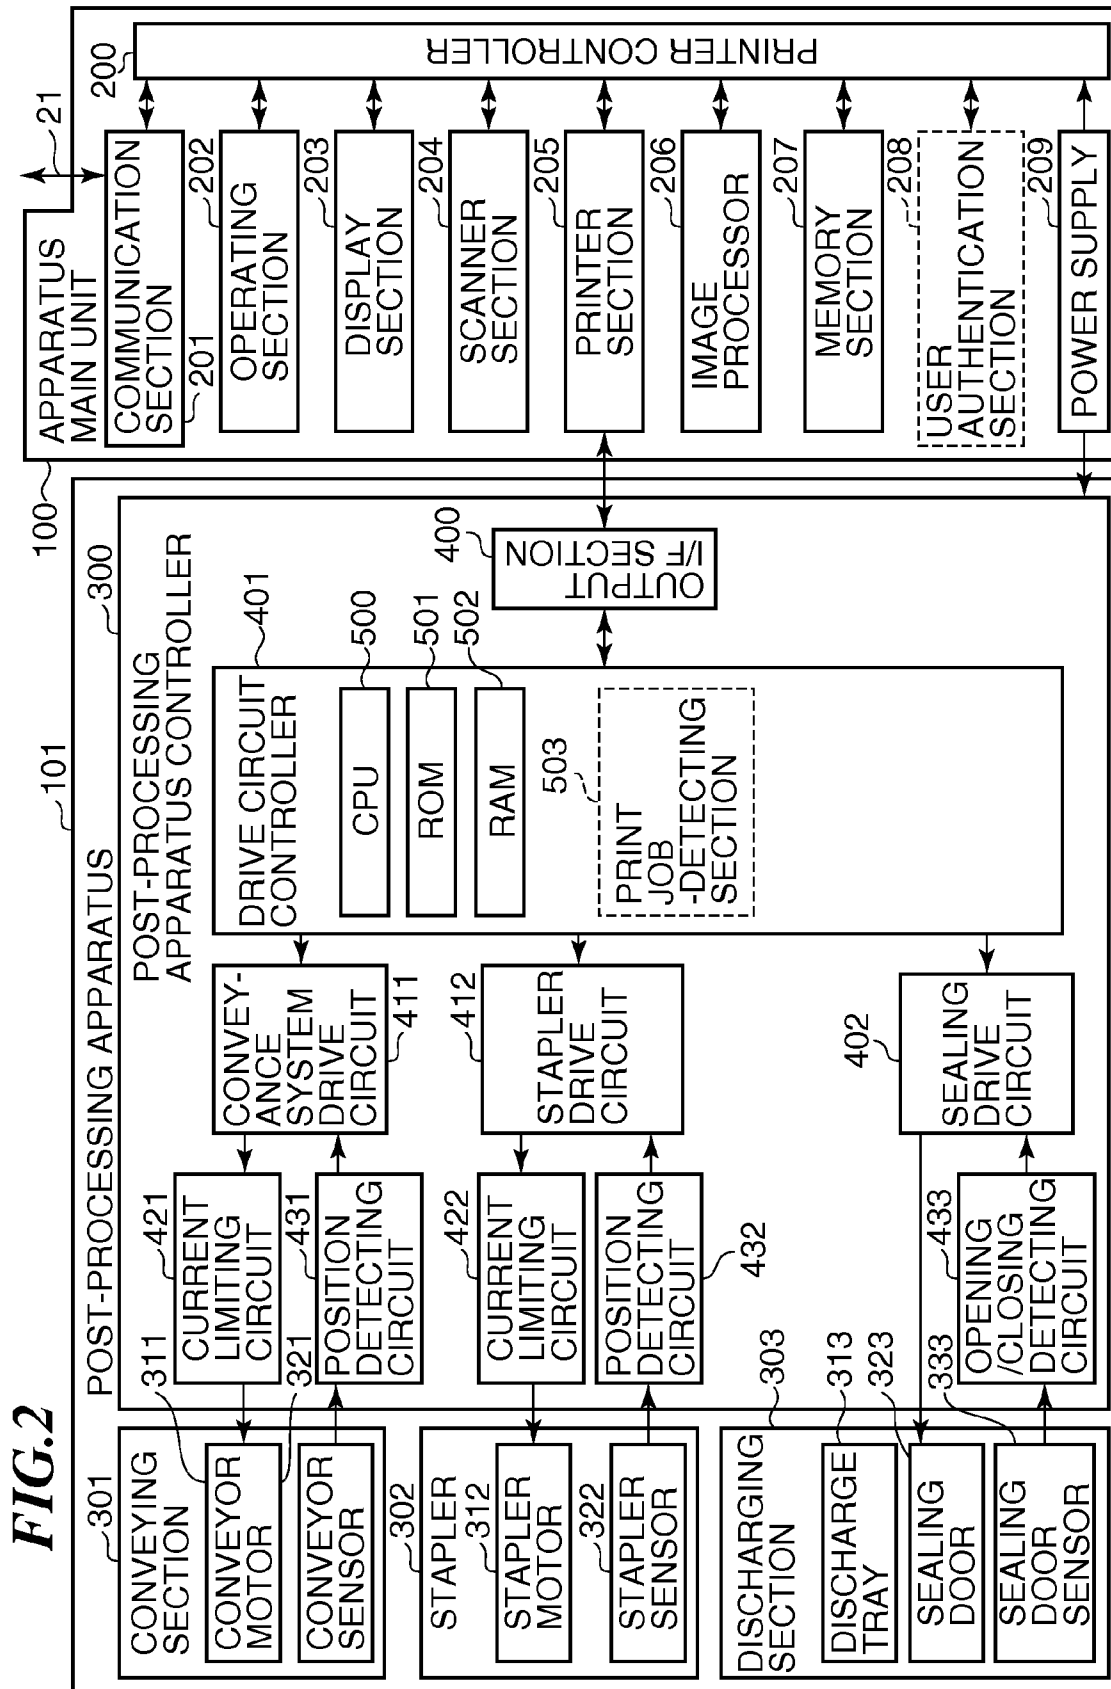 FIG.2
100
APPARATUS
MAIN UNIT
21
200
PRINTER CONTROLLER
COMMUNICATION
SECTION
201
202
OPERATING
SECTION
203
DISPLAY
SECTION
204
SCANNER
SECTION
205
PRINTER
SECTION
206
IMAGE
PROCESSOR
207
MEMORY
SECTION
208
USER
AUTHENTICATION
SECTION
209
POWER SUPPLY
101
POST-PROCESSING APPARATUS
300
POST-PROCESSING
APPARATUS CONTROLLER
400
OUTPUT
I/F SECTION
401
DRIVE CIRCUIT
CONTROLLER
500
CPU
501
ROM
502
RAM
503
PRINT
JOB
-DETECTING
SECTION
CONVEY-
ANCE
SYSTEM
DRIVE
CIRCUIT
411
412
STAPLER
DRIVE
CIRCUIT
402
SEALING
DRIVE
CIRCUIT
421
CURRENT
LIMITING
CIRCUIT
431
POSITION
DETECTING
CIRCUIT
422
CURRENT
LIMITING
CIRCUIT
POSITION
DETECTING
CIRCUIT
432
433
OPENING
/CLOSING
DETECTING
CIRCUIT
301
CONVEYING
SECTION
311
CONVEYOR
MOTOR
321
CONVEYOR
SENSOR
302
STAPLER
312
STAPLER
MOTOR
322
STAPLER
SENSOR
303
DISCHARGING
SECTION
313
DISCHARGE
TRAY
323
SEALING
DOOR
333
SEALING
DOOR
SENSOR